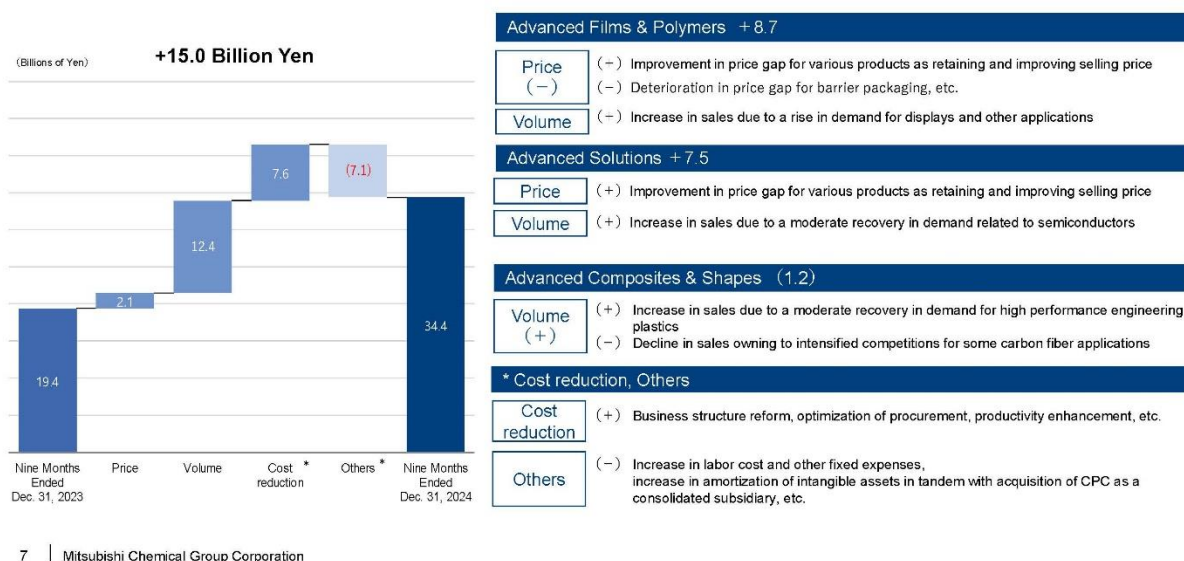 (Billions of Yen)
+15.0 Billion Yen
19.4
2.1
12.4
7.6
(7.1)
34.4
Nine Months
Ended
Dec. 31, 2023
Price
Volume
Cost *
reduction
Others *
Nine Months
Ended
Dec. 31, 2024
Advanced Films & Polymers +8.7
Price
(−)
(+) Improvement in price gap for various products as retaining and improving selling price
(−) Deterioration in price gap for barrier packaging, etc.
Volume
(+) Increase in sales due to a rise in demand for displays and other applications
Advanced Solutions +7.5
Price
(+) Improvement in price gap for various products as retaining and improving selling price
Volume
(+) Increase in sales due to a moderate recovery in demand related to semiconductors
Advanced Composites & Shapes (1.2)
Volume
(+)
(+) Increase in sales due to a moderate recovery in demand for high performance engineering
plastics
(−) Decline in sales owning to intensified competitions for some carbon fiber applications
* Cost reduction, Others
Cost
reduction
(+) Business structure reform, optimization of procurement, productivity enhancement, etc.
Others
(−) Increase in labor cost and other fixed expenses,
increase in amortization of intangible assets in tandem with acquisition of CPC as a
consolidated subsidiary, etc.
7 | Mitsubishi Chemical Group Corporation